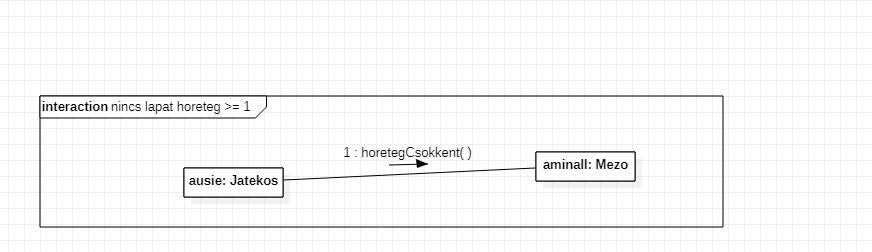 interaction nincs lapat horeteg >= 1
1 : horetegCsokkent( )
aminall: Mezo
ausie: Jatekos